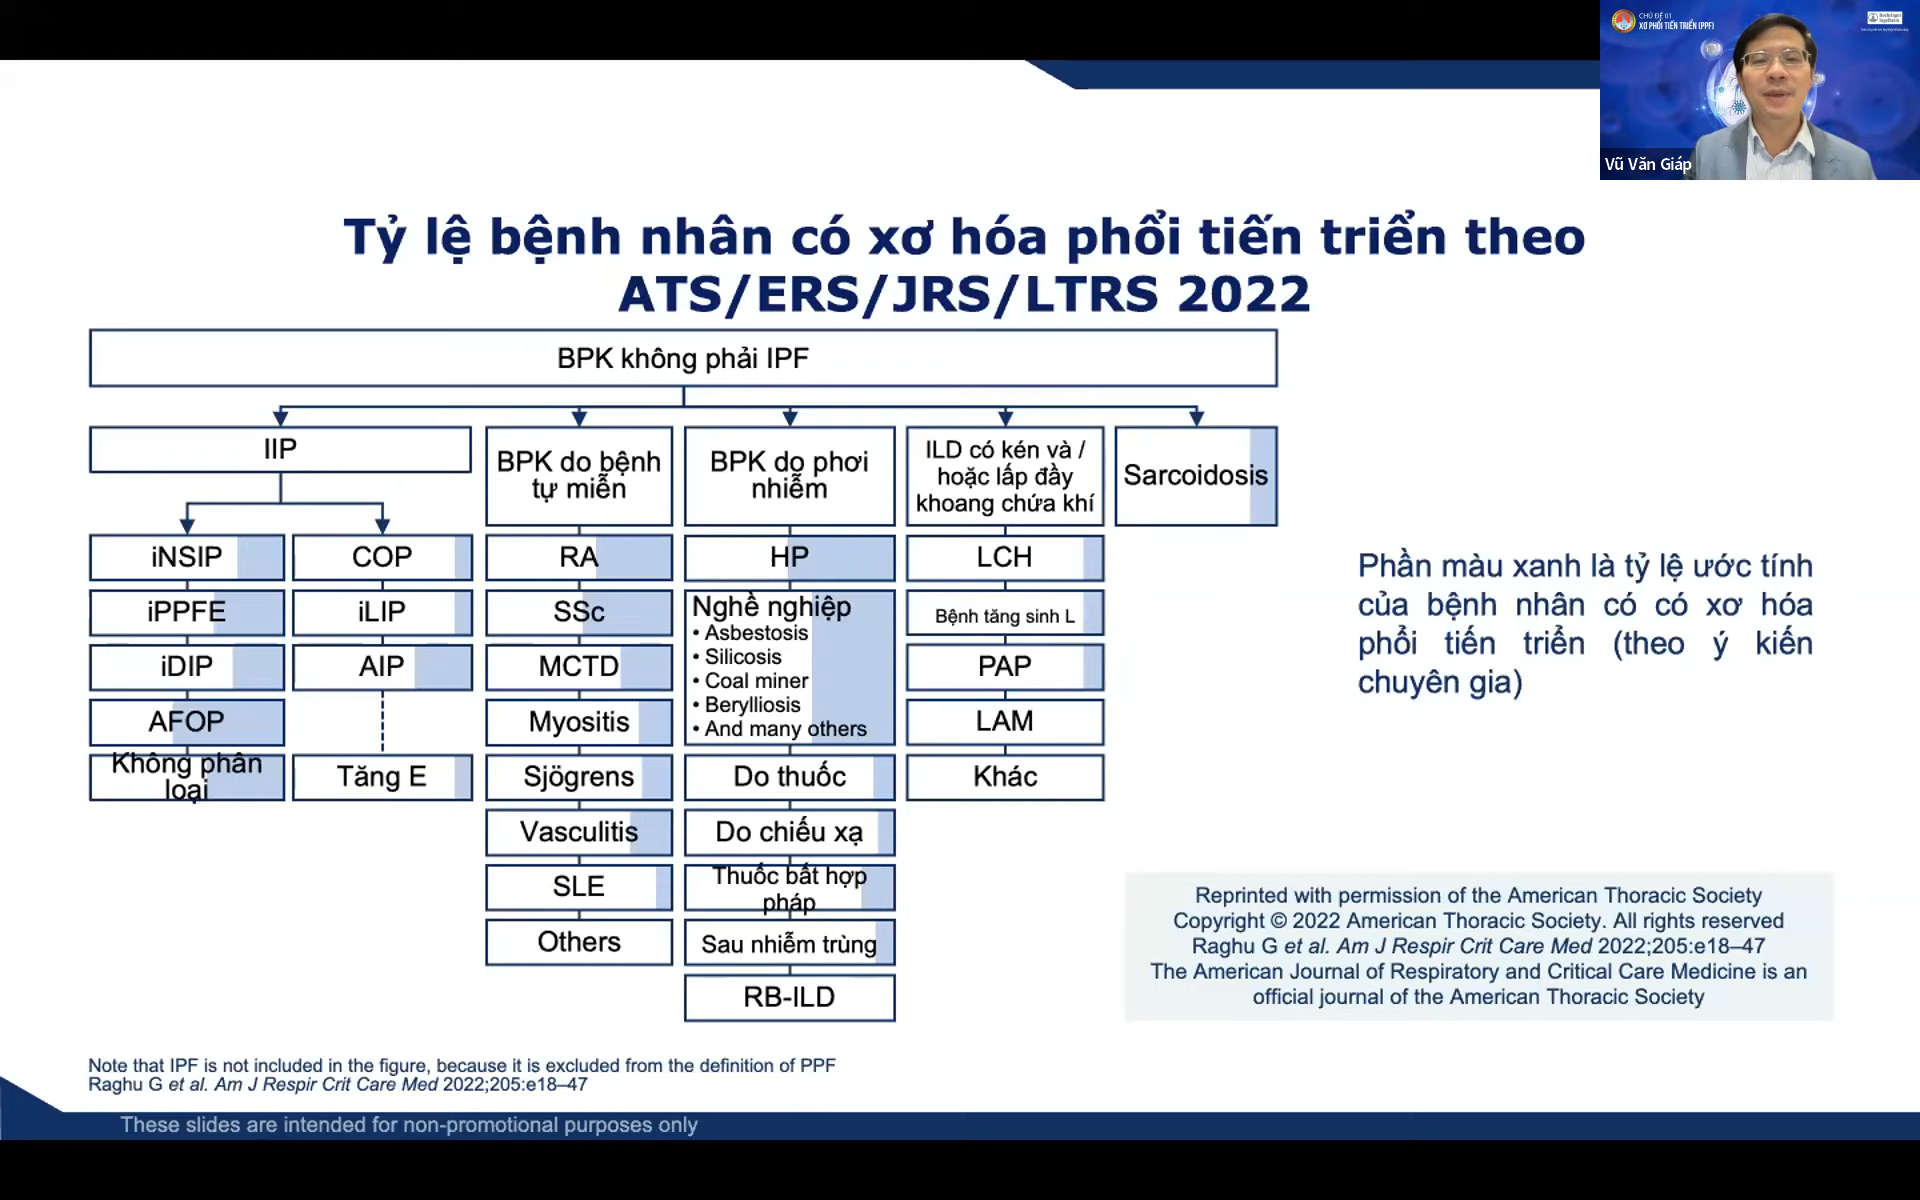 CHỦ ĐỀ 01
XƠ PHỔI TIẾN TRIỂN (PPF)
Boehringer
Ingelheim
Vũ Văn Giáp
Tỷ lệ bệnh nhân có xơ hóa phổi tiến triển theo
ATS/ERS/JRS/LTRS 2022
BPK không phải IPF
IIP
BPK do bệnh
tự miễn
BPK do phơi
nhiễm
ILD có kén và /
hoặc lấp đầy
khoang chứa khí
Sarcoidosis
iNSIP
iPPFE
iDIP
AFOP
Không phân
loại
COP
iLIP
AIP
Tăng E
RA
SSc
MCTD
Myositis
Sjögrens
Vasculitis
SLE
Others
HP
Nghề nghiệp
• Asbestosis
• Silicosis
• Coal miner
• Berylliosis
• And many others
Do thuốc
Do chiếu xạ
Thuốc bất hợp
pháp
Sau nhiễm trùng
RB-ILD
LCH
Bệnh tăng sinh L
PAP
LAM
Khác
Phần màu xanh là tỷ lệ ước tính
của bệnh nhân có có xơ hóa
phổi tiến triển (theo ý kiến
chuyên gia)
Reprinted with permission of the American Thoracic Society
Copyright © 2022 American Thoracic Society. All rights reserved
Raghu G et al. Am J Respir Crit Care Med 2022;205:e18–47
The American Journal of Respiratory and Critical Care Medicine is an
official journal of the American Thoracic Society
Note that IPF is not included in the figure, because it is excluded from the definition of PPF
Raghu G et al. Am J Respir Crit Care Med 2022;205:e18–47
These slides are intended for non-promotional purposes only